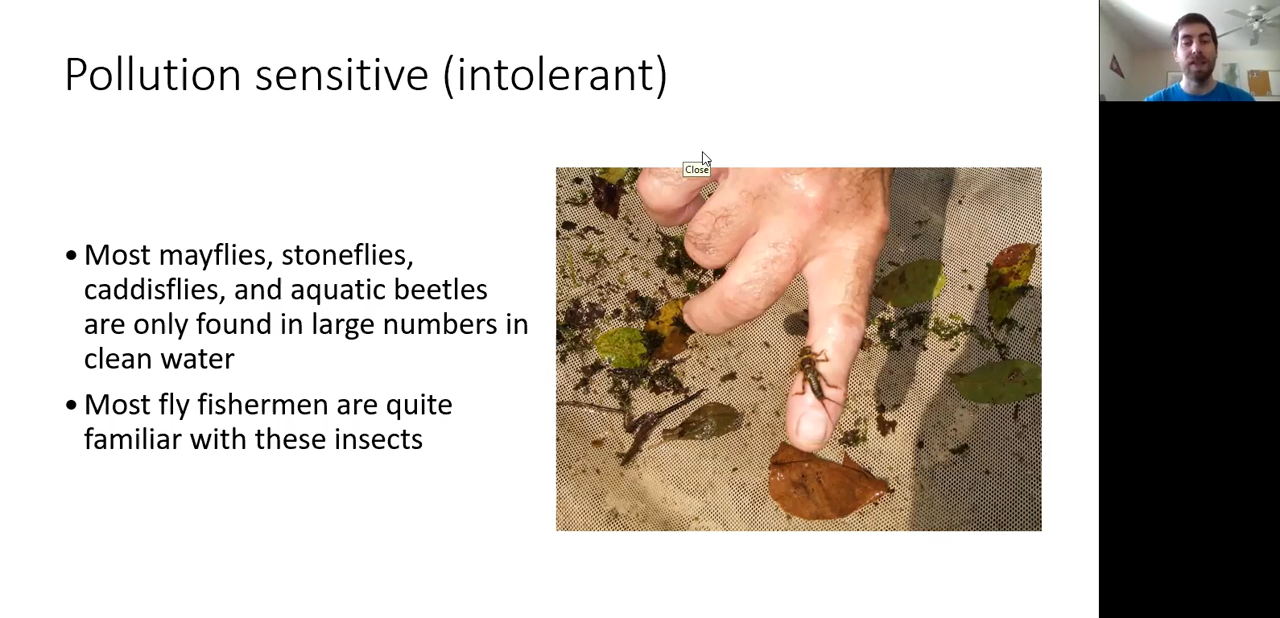 Pollution sensitive (intolerant)
Close
• Most mayflies, stoneflies,
caddisflies, and aquatic beetles
are only found in large numbers in
clean water
• Most fly fishermen are quite
familiar with these insects